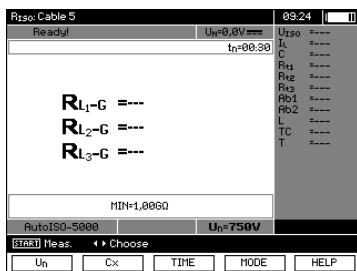 RISO: Cable 5 09:24
Ready! UN=0,0V
tn=00:30
RL1-G =---
RL2-G =---
RL3-G =---
MIN=1,00GΩ
AutoISO-5000 Un=750V
UISO =---
IL =---
C =---
Rt1 =---
Rt2 =---
Rt3 =---
Ab1 =---
Ab2 =---
L =---
TC =---
T =---
START Meas. Choose
Un Cx TIME MODE HELP